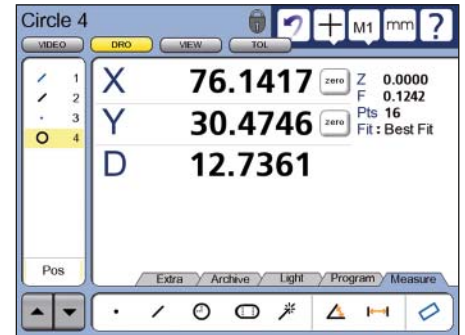 Circle 4
M1 mm ?
VIDEO DRO VIEW TOL
1
2
3
4
X 76.1417 zero
Y 30.4746 zero
D 12.7361
Z 0.0000
F 0.1242
Pts 16
Fit : Best Fit
Pos
Extra Archive Light Program Measure